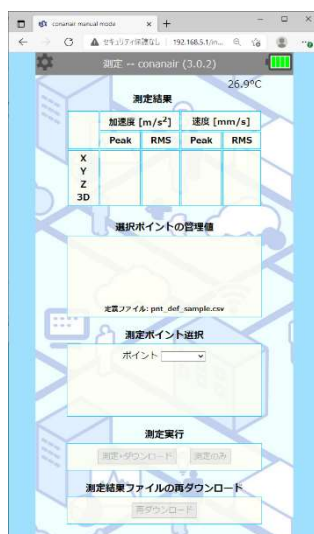 conanair manual mode
セキュリティ保護なし 192.168.5.1/m...
測定 -- conanair (3.0.2)
26.9°C
測定結果
加速度 [m/s²] 速度 [mm/s]
Peak RMS Peak RMS
X
Y
Z
3D
選択ポイントの管理値
定義ファイル: pnt_def_sample.csv
測定ポイント選択
ポイント
測定実行
測定+ダウンロード 測定のみ
測定結果ファイルの再ダウンロード
再ダウンロード